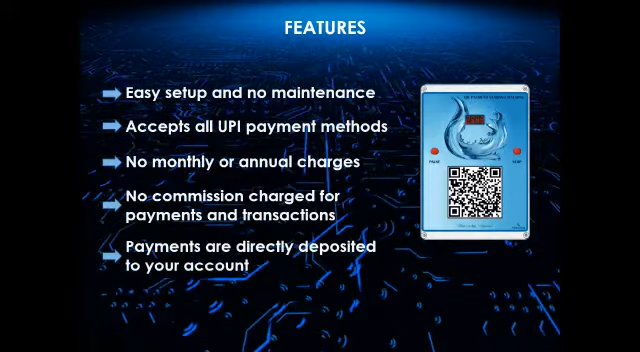 FEATURES
Easy setup and no maintenance
Accepts all UPI payment methods
No monthly or annual charges
No commission charged for
payments and transactions
Payments are directly deposited
to your account